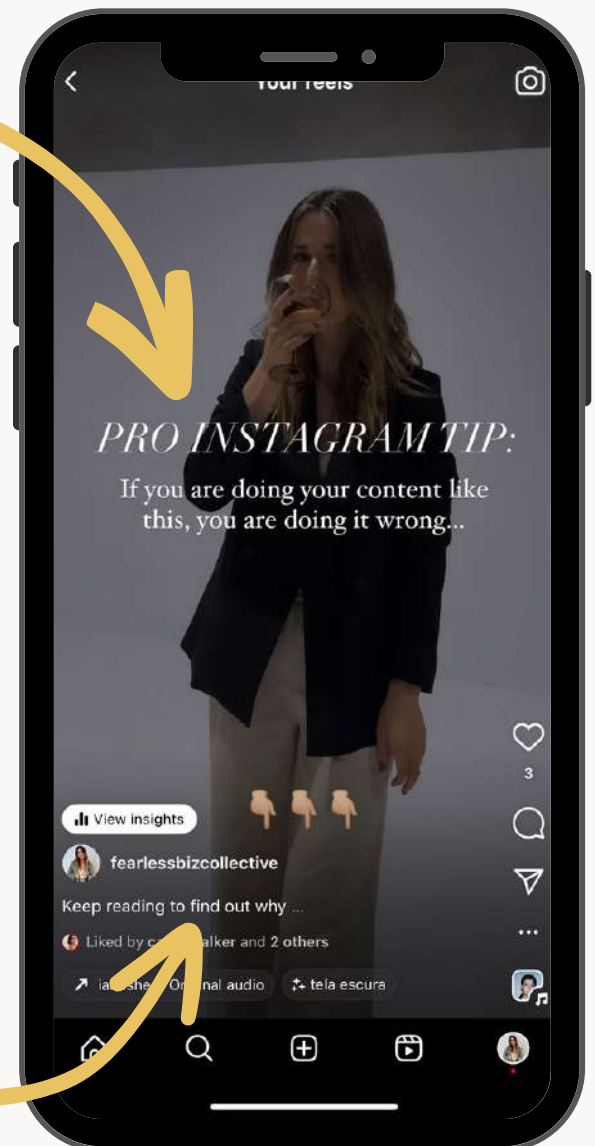 Your reels
PRO INSTAGRAM TIP:
If you are doing your content like
this, you are doing it wrong...
3
View insights
fearlessbizcollective
Keep reading to find out why ...
Liked by and 2 others
audio tela escura